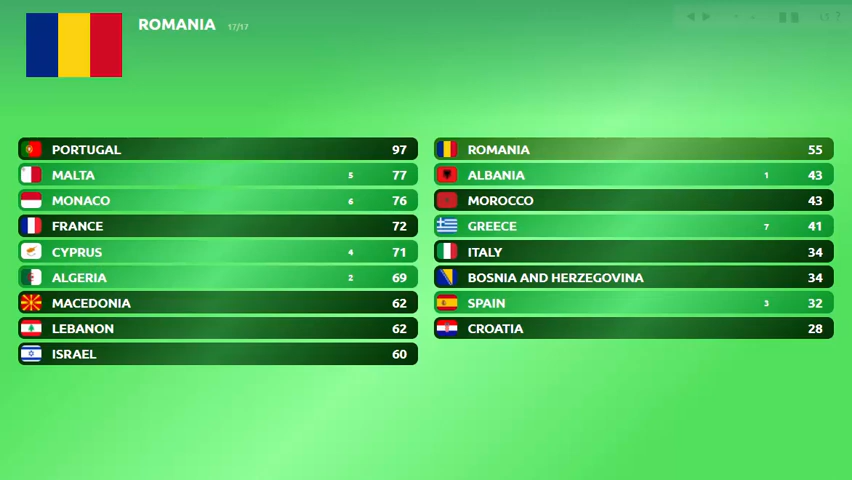 ROMANIA 17/17
PORTUGAL 97
MALTA 5 77
MONACO 6 76
FRANCE 72
CYPRUS 4 71
ALGERIA 2 69
MACEDONIA 62
LEBANON 62
ISRAEL 60
ROMANIA 55
ALBANIA 1 43
MOROCCO 43
GREECE 7 41
ITALY 34
BOSNIA AND HERZEGOVINA 34
SPAIN 3 32
CROATIA 28